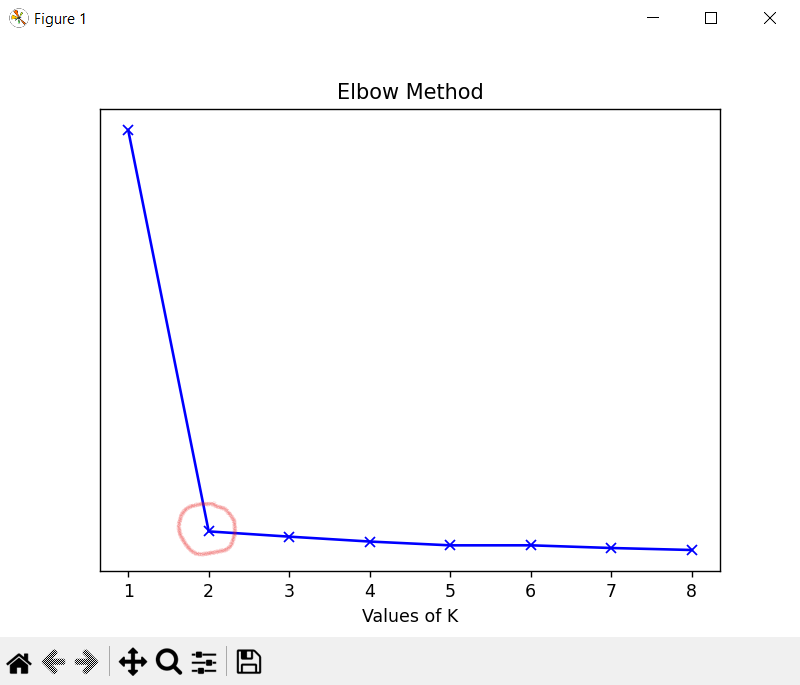 Figure 1
Elbow Method
1 2 3 4 5 6 7 8
Values of K